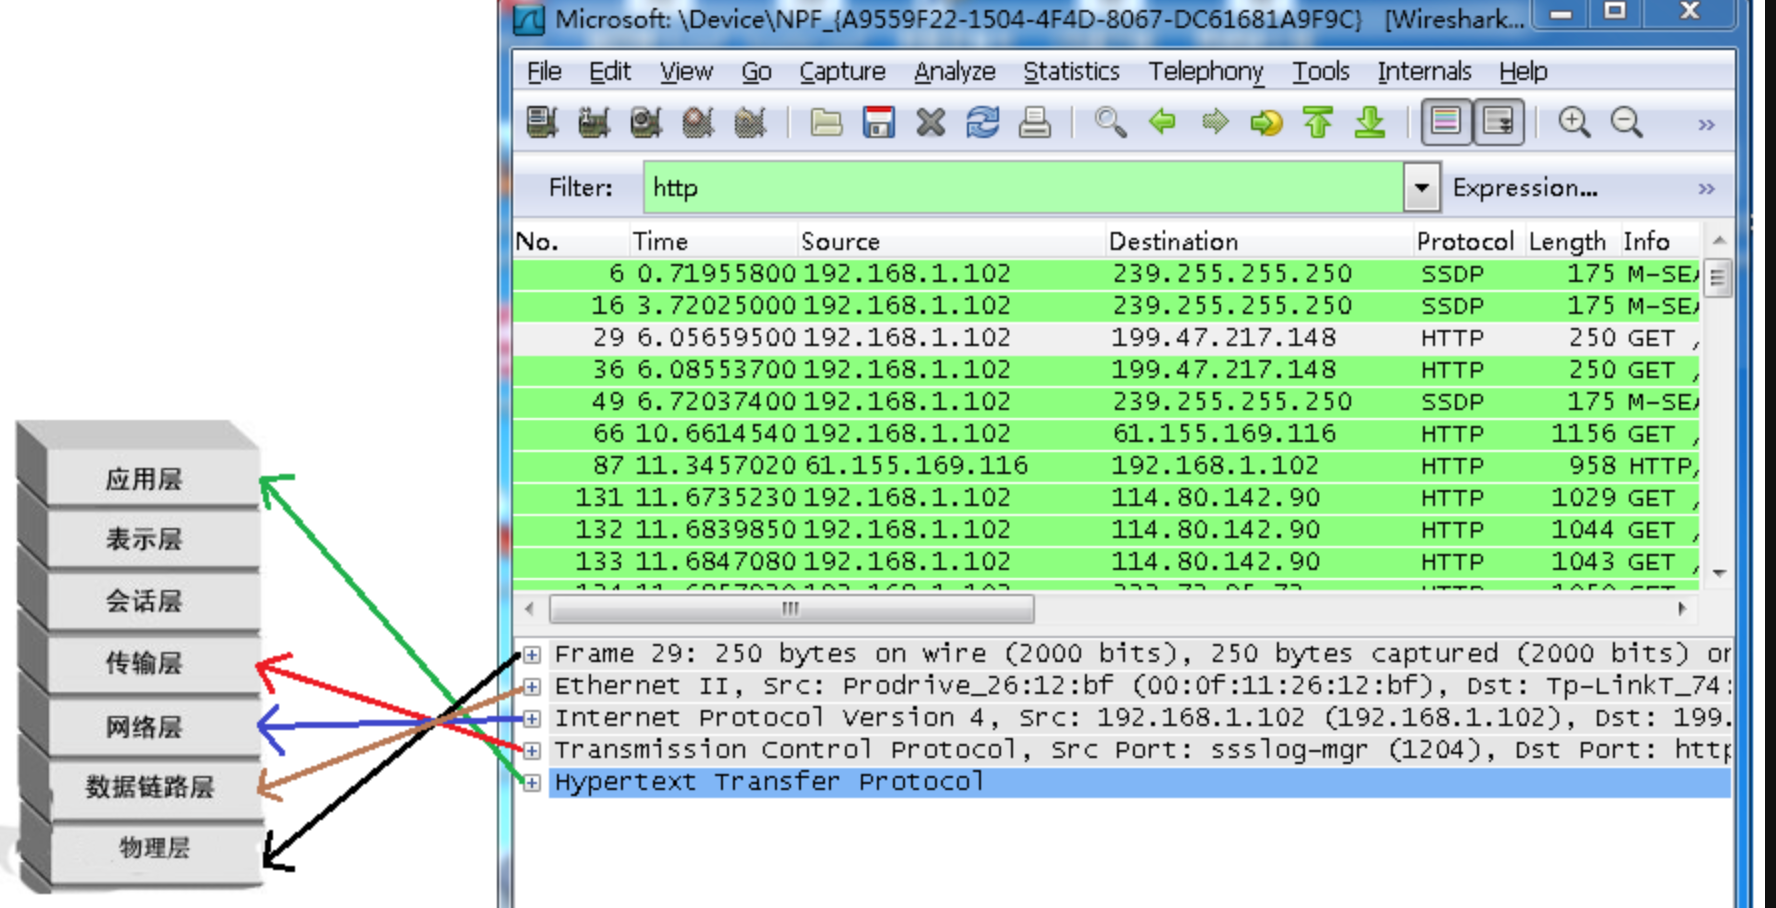 Microsoft: \Device\NPF_{A9559F22-1504-4F4D-8067-DC61681A9F9C} [Wireshark...
File Edit View Go Capture Analyze Statistics Telephony Tools Internals Help
Filter: http Expression...
No. Time Source Destination Protocol Length Info
6 0.71955800 192.168.1.102 239.255.255.250 SSDP 175 M-SEA
16 3.72025000 192.168.1.102 239.255.255.250 SSDP 175 M-SEA
29 6.05659500 192.168.1.102 199.47.217.148 HTTP 250 GET /
36 6.08553700 192.168.1.102 199.47.217.148 HTTP 250 GET /
49 6.72037400 192.168.1.102 239.255.255.250 SSDP 175 M-SEA
66 10.6614540 192.168.1.102 61.155.169.116 HTTP 1156 GET /
87 11.3457020 61.155.169.116 192.168.1.102 HTTP 958 HTTP/
131 11.6735230 192.168.1.102 114.80.142.90 HTTP 1029 GET /
132 11.6839850 192.168.1.102 114.80.142.90 HTTP 1044 GET /
133 11.6847080 192.168.1.102 114.80.142.90 HTTP 1043 GET /
Frame 29: 250 bytes on wire (2000 bits), 250 bytes captured (2000 bits) or
Ethernet II, Src: Prodrive_26:12:bf (00:0f:11:26:12:bf), Dst: Tp-LinkT_74:
Internet Protocol Version 4, Src: 192.168.1.102 (192.168.1.102), Dst: 199.
Transmission Control Protocol, Src Port: ssslog-mgr (1204), Dst Port: http
Hypertext Transfer Protocol
应用层
表示层
会话层
传输层
网络层
数据链路层
物理层